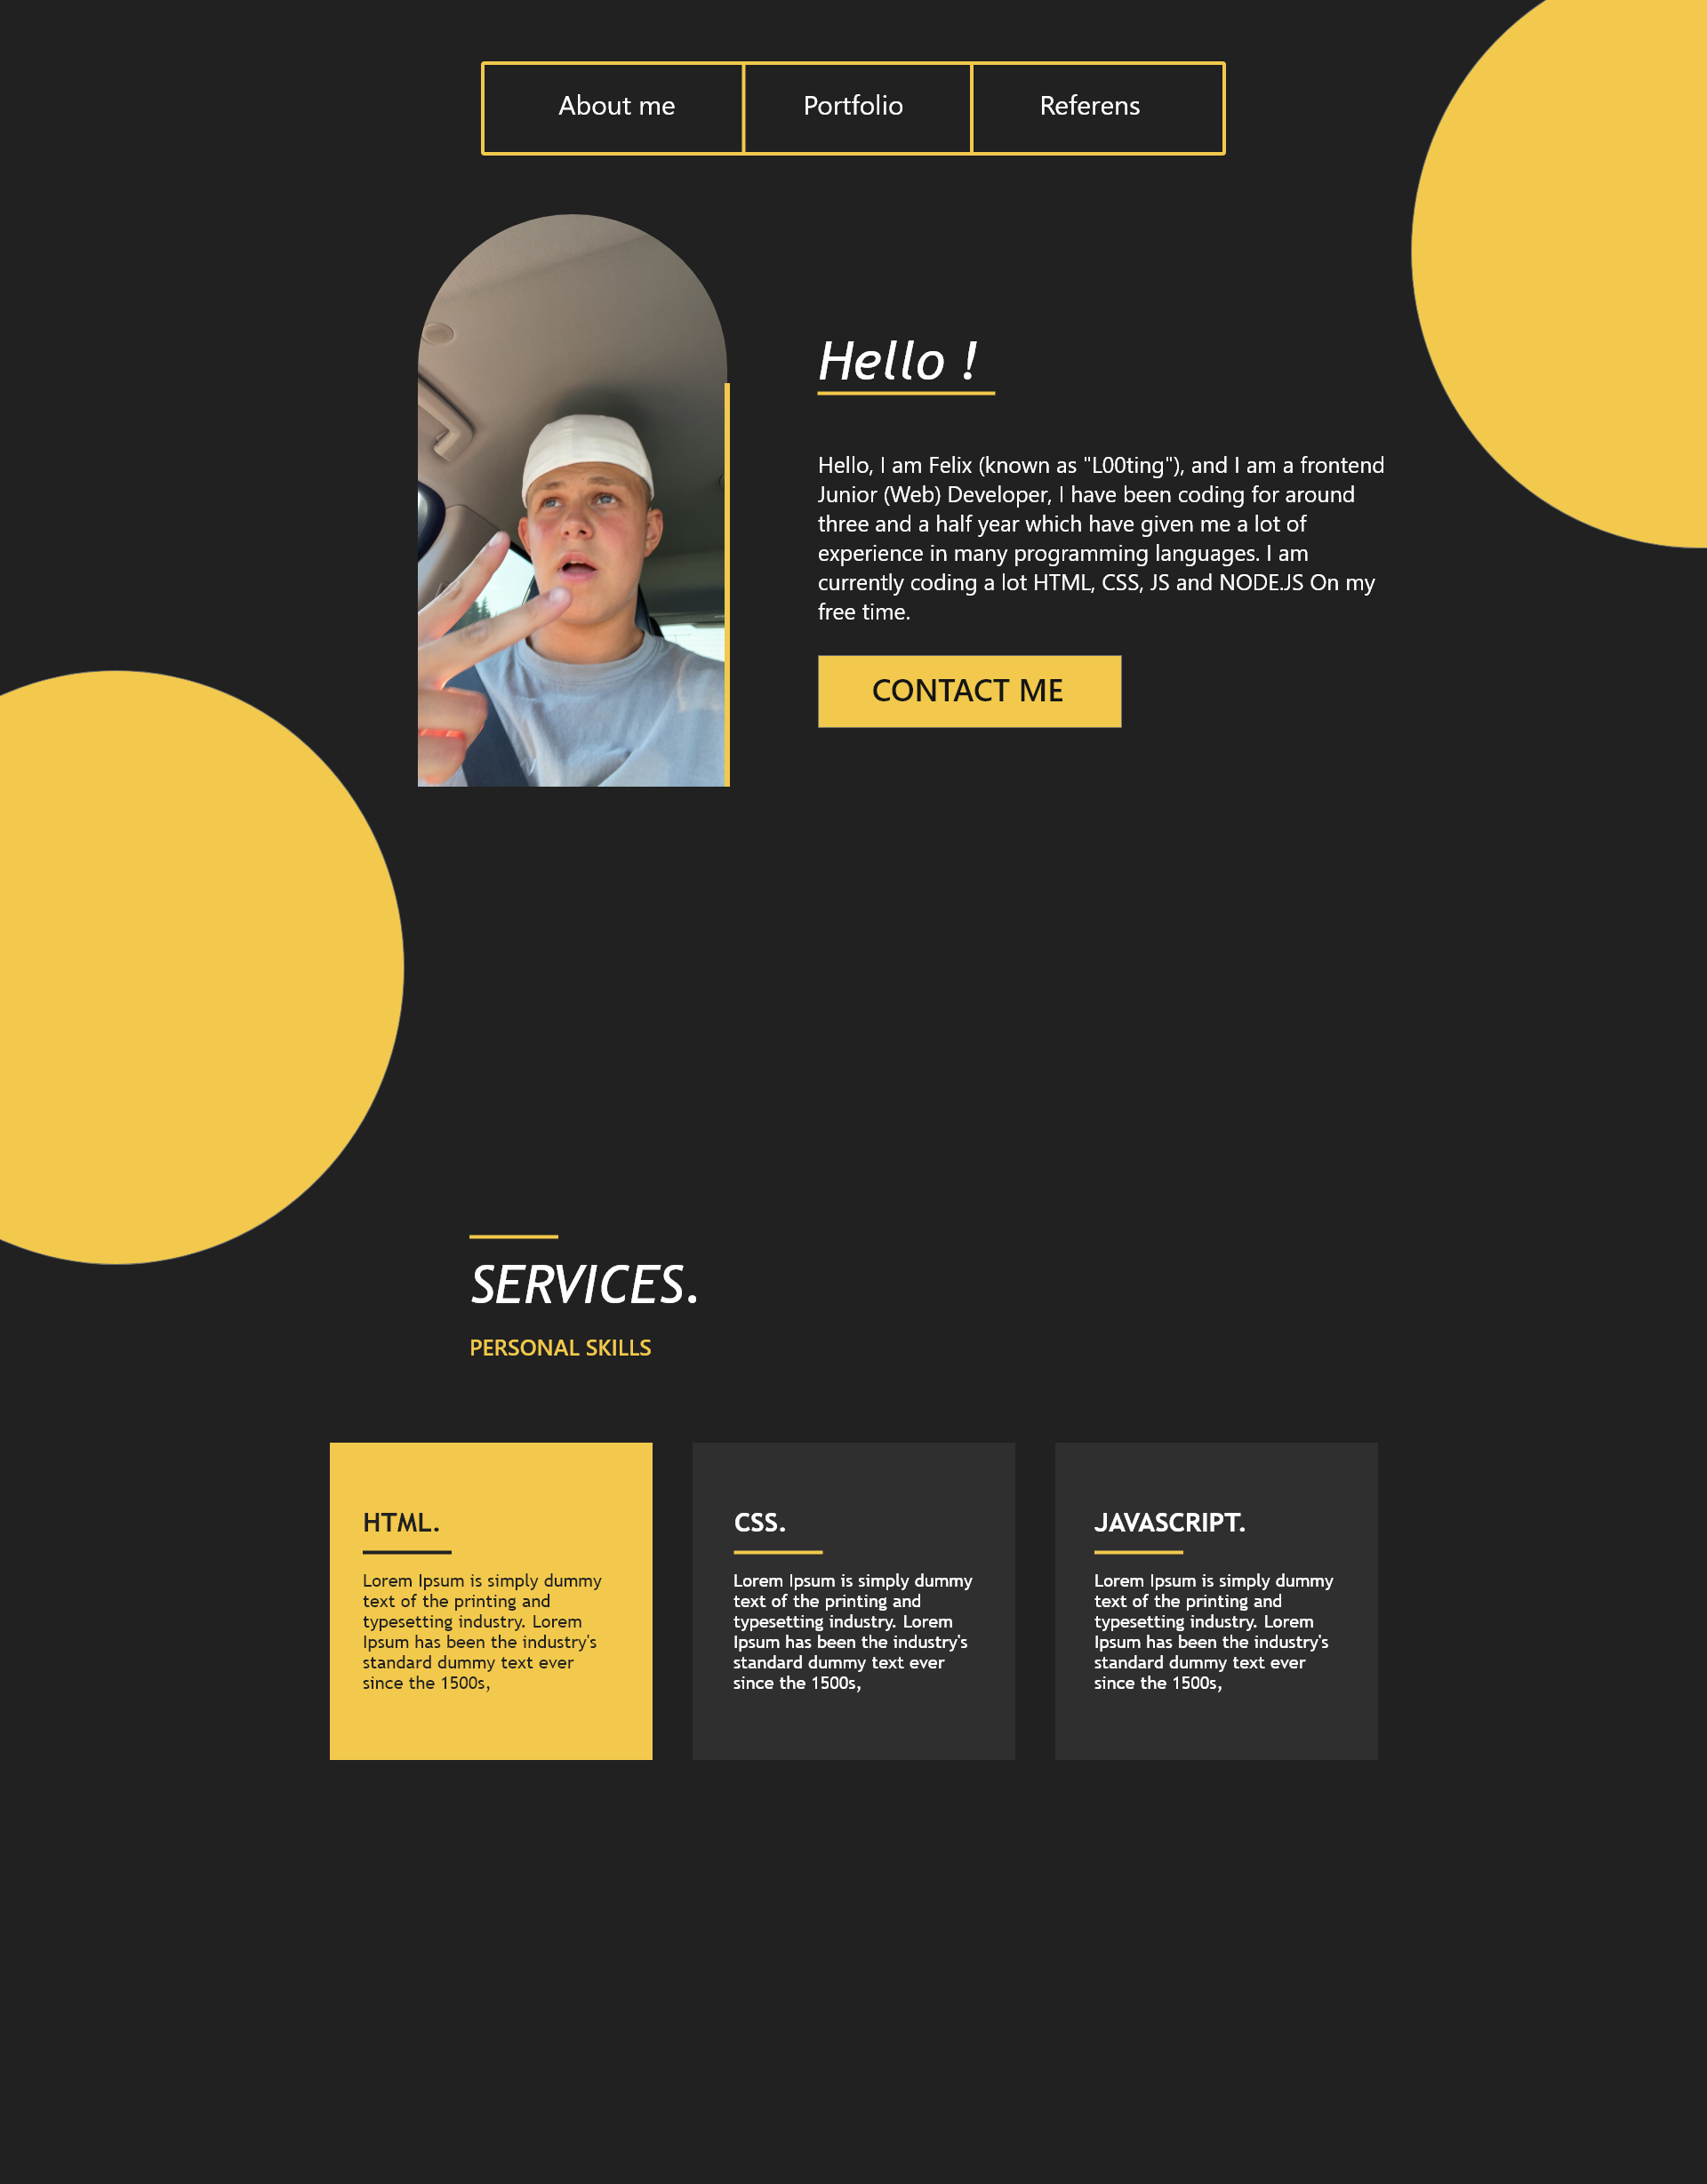 About me Portfolio Referens
Hello !
Hello, I am Felix (known as "L00ting"), and I am a frontend
Junior (Web) Developer, I have been coding for around
three and a half year which have given me a lot of
experience in many programming languages. I am
currently coding a lot HTML, CSS, JS and NODE.JS On my
free time.
CONTACT ME
SERVICES.
PERSONAL SKILLS
HTML.
Lorem Ipsum is simply dummy
text of the printing and
typesetting industry. Lorem
Ipsum has been the industry's
standard dummy text ever
since the 1500s,
CSS.
Lorem Ipsum is simply dummy
text of the printing and
typesetting industry. Lorem
Ipsum has been the industry's
standard dummy text ever
since the 1500s,
JAVASCRIPT.
Lorem Ipsum is simply dummy
text of the printing and
typesetting industry. Lorem
Ipsum has been the industry's
standard dummy text ever
since the 1500s,